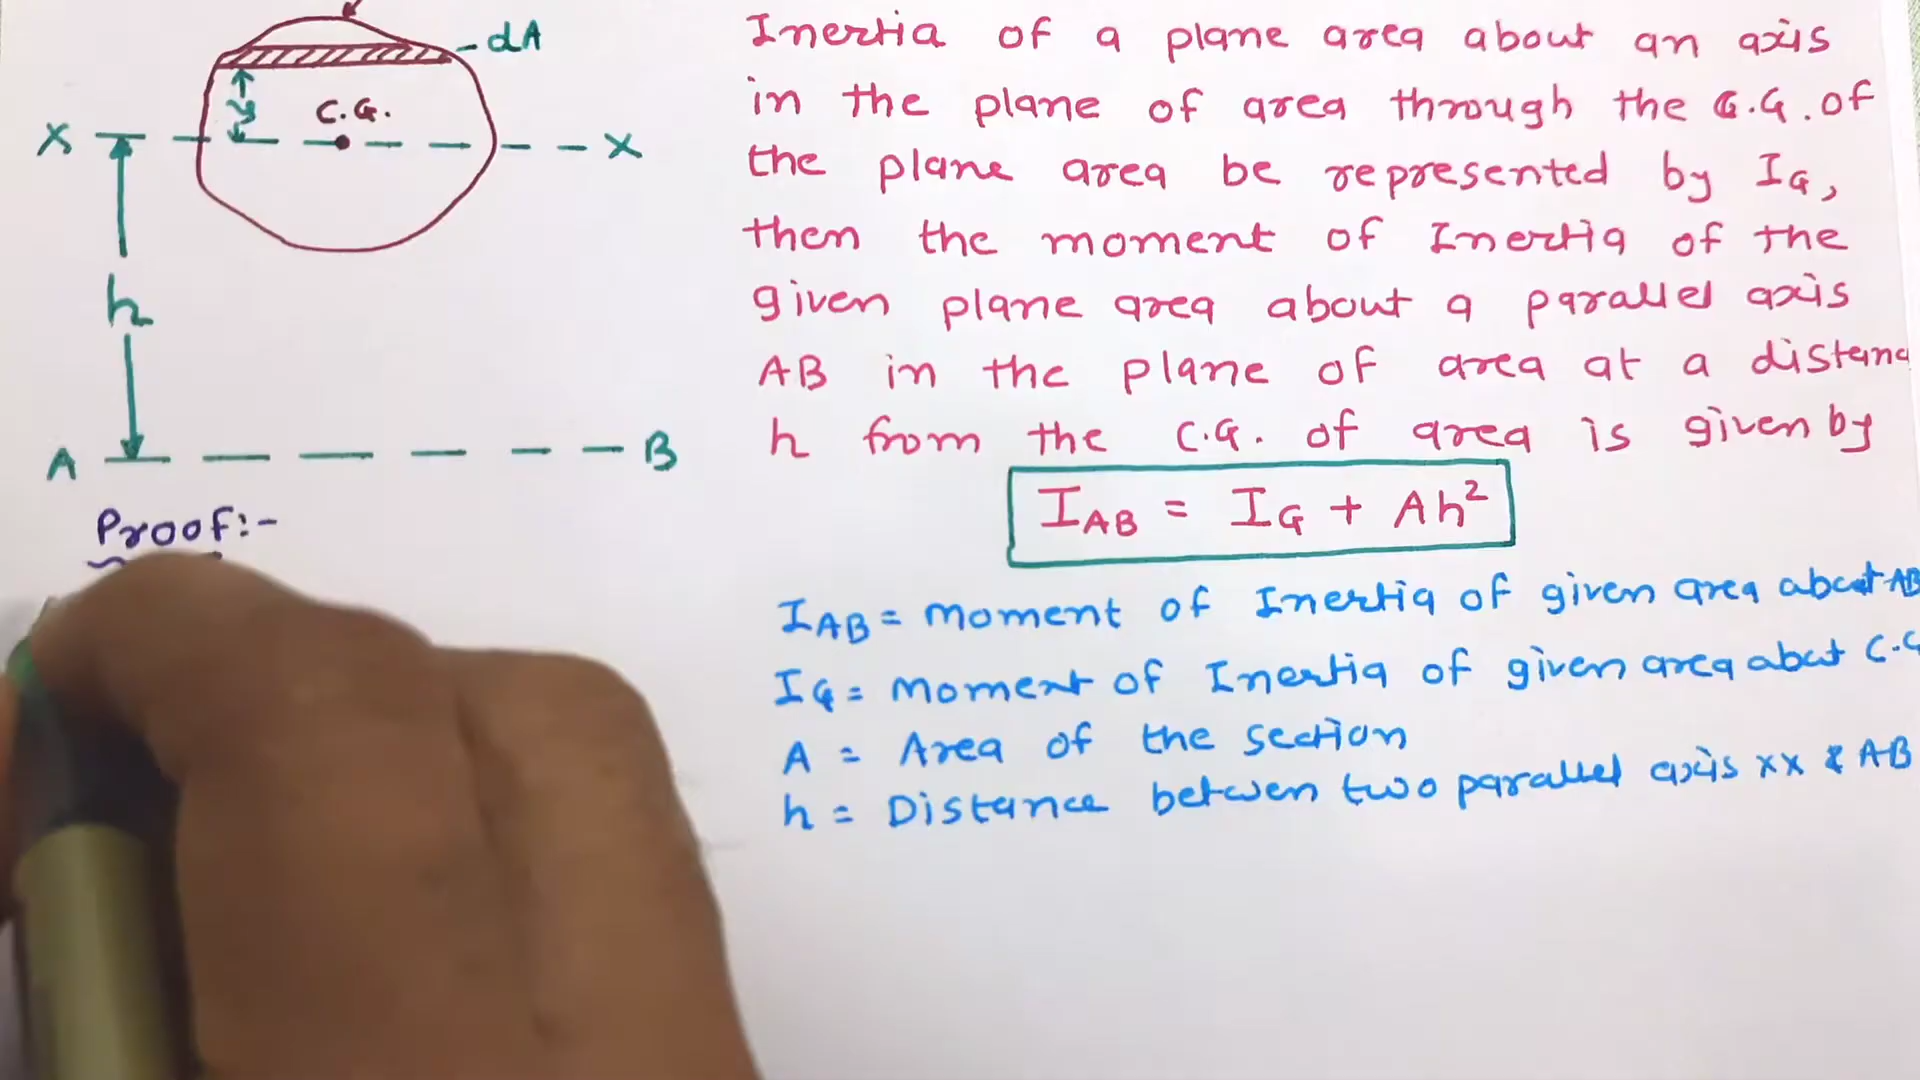 dA
y
C.G.
X X
h
A B
Proof:-
Inertia of a plane area about an axis
in the plane of area through the C.G. of
the plane area be represented by IG,
then the moment of Inertia of the
given plane area about a parallel axis
AB in the plane of area at a distanc
h from the C.G. of area is given by
IAB = IG + Ah²
IAB = Moment of Inertia of given area about AB
IG = Moment of Inertia of given area abut C.G
A = Area of the section
h = Distance betwen two parallel axis xx & AB